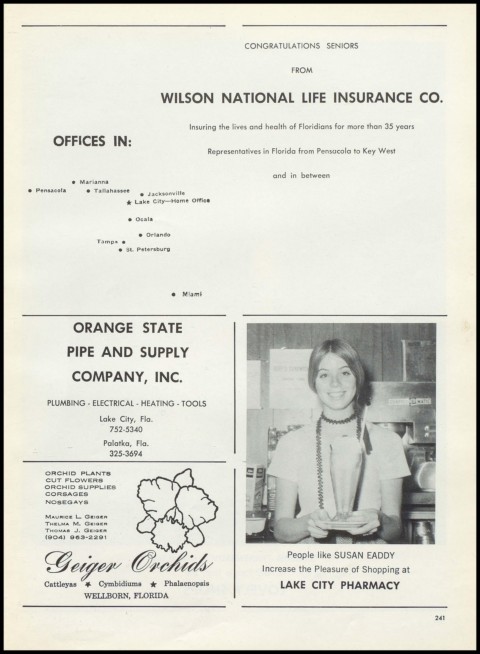 CONGRATULATIONS SENIORS
FROM
WILSON NATIONAL LIFE INSURANCE CO.
Insuring the lives and health of Floridians for more than 35 years
Representatives in Florida from Pensacola to Key West
and in between
OFFICES IN:
Marianna
Pensacola
Tallahassee
Jacksonville
Lake City—Home Office
Ocala
Orlando
Tampa
St. Petersburg
Miami
ORANGE STATE
PIPE AND SUPPLY
COMPANY, INC.
PLUMBING - ELECTRICAL - HEATING - TOOLS
Lake City, Fla.
752-5340
Palatka, Fla.
325-3694
ORCHID PLANTS
CUT FLOWERS
ORCHID SUPPLIES
CORSAGES
NOSEGAYS
MAURICE L. GEIGER
THELMA M. GEIGER
THOMAS J. GEIGER
(904) 963-2291
Geiger Orchids
Cattleyas ★ Cymbidiums ★ Phalaenopsis
WELLBORN, FLORIDA
People like SUSAN EADDY
Increase the Pleasure of Shopping at
LAKE CITY PHARMACY
241